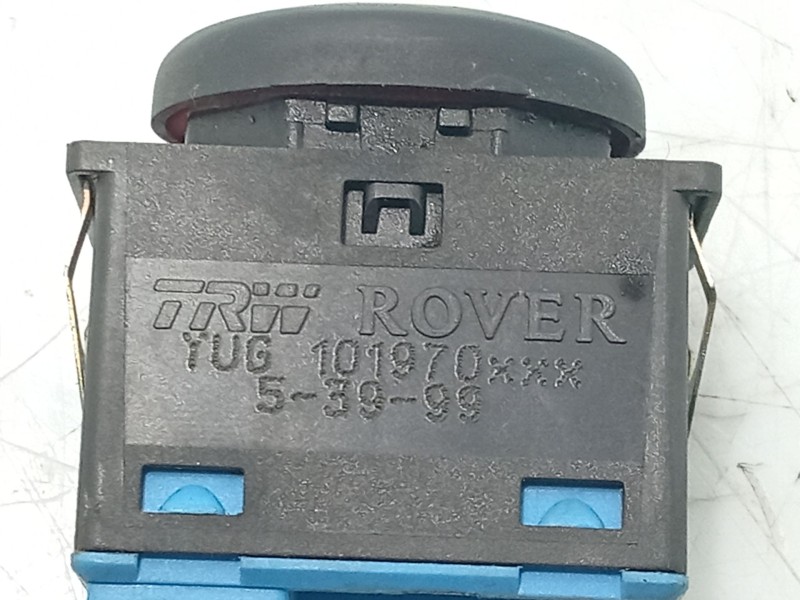 TRW ROVER
YUG 101970xxx
5-39-99